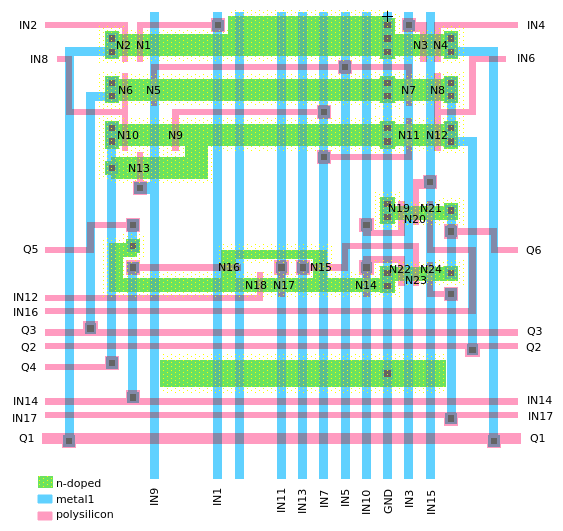 IN2 N2 N1 N3 N4 IN4
IN8 IN6
N6 N5 N7 N8
N10 N9 N11 N12
N13
N19 N21
N20
Q5 Q6
N16 N15 N22 N24
N18 N17 N14 N23
IN12
IN16
Q3 Q3
Q2 Q2
Q4
IN14 IN14
IN17 IN17
Q1 Q1
n-doped
metal1
polysilicon
IN9 IN1 IN11 IN13 IN7 IN5 IN10 GND IN3 IN15